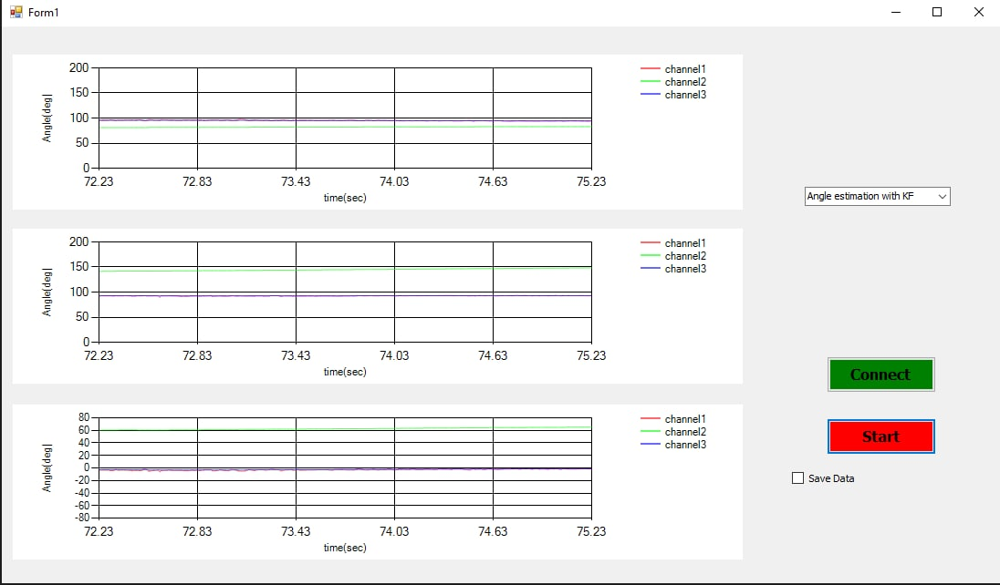 Form1
200
150
100
50
0
Angle[deg]
72.23 72.83 73.43 74.03 74.63 75.23
time(sec)
channel1
channel2
channel3
Angle estimation with KF
200
150
100
50
0
Angle[deg]
72.23 72.83 73.43 74.03 74.63 75.23
time(sec)
channel1
channel2
channel3
Connect
80
60
40
20
0
-20
-40
-60
-80
Angle[deg]
72.23 72.83 73.43 74.03 74.63 75.23
time(sec)
channel1
channel2
channel3
Start
Save Data